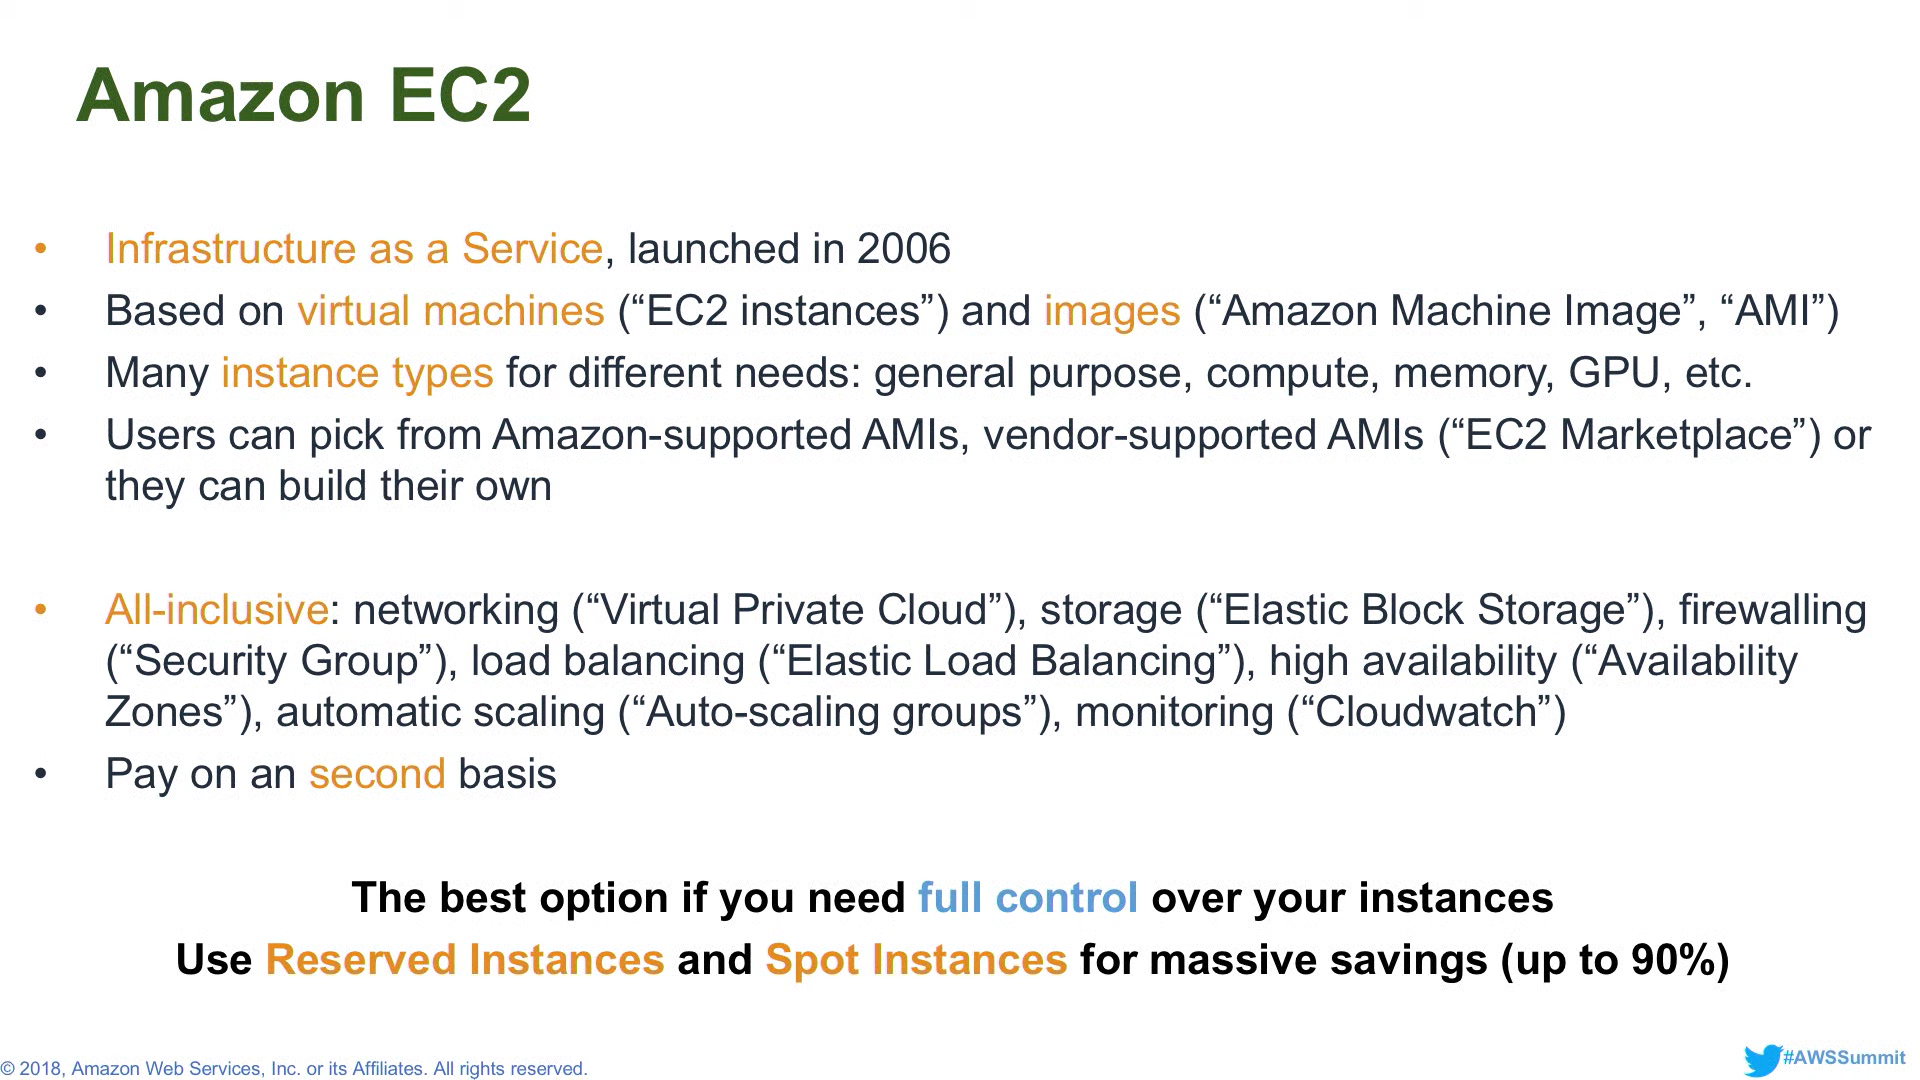 Amazon EC2
• Infrastructure as a Service, launched in 2006
• Based on virtual machines (“EC2 instances”) and images (“Amazon Machine Image”, “AMI”)
• Many instance types for different needs: general purpose, compute, memory, GPU, etc.
• Users can pick from Amazon-supported AMIs, vendor-supported AMIs (“EC2 Marketplace”) or
they can build their own
• All-inclusive: networking (“Virtual Private Cloud”), storage (“Elastic Block Storage”), firewalling
(“Security Group”), load balancing (“Elastic Load Balancing”), high availability (“Availability
Zones”), automatic scaling (“Auto-scaling groups”), monitoring (“Cloudwatch”)
• Pay on an second basis
The best option if you need full control over your instances
Use Reserved Instances and Spot Instances for massive savings (up to 90%)
© 2018, Amazon Web Services, Inc. or its Affiliates. All rights reserved.
#AWSSummit